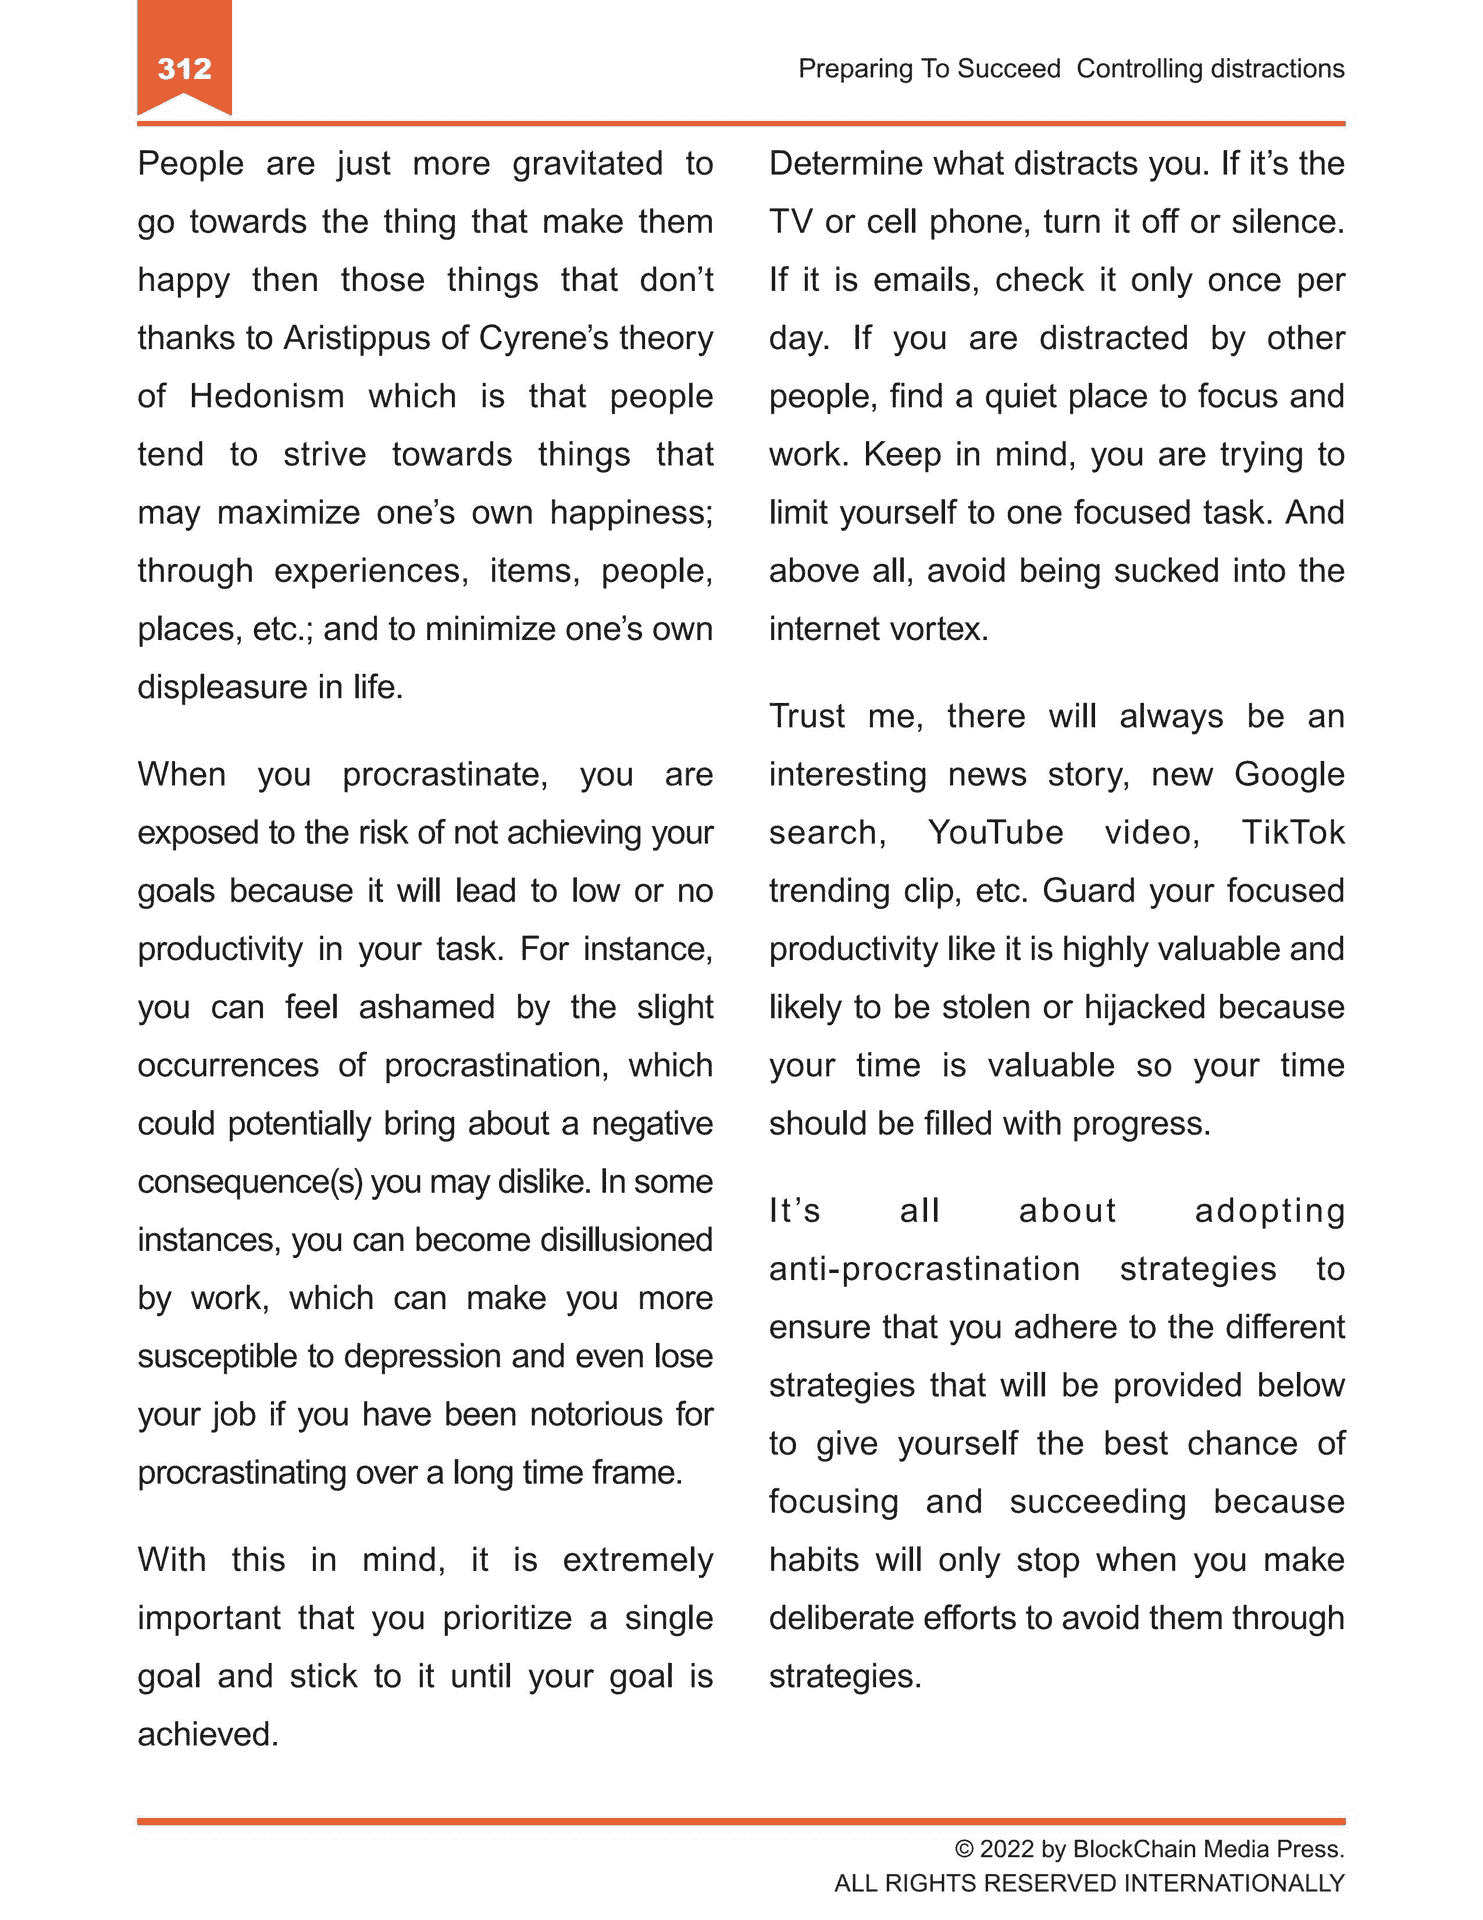 312
Preparing To Succeed  Controlling distractions
People are just more gravitated to
go towards the thing that make them
happy then those things that don’t
thanks to Aristippus of Cyrene’s theory
of Hedonism which is that people
tend to strive towards things that
may maximize one’s own happiness;
through experiences, items, people,
places, etc.; and to minimize one’s own
displeasure in life.
When you procrastinate, you are
exposed to the risk of not achieving your
goals because it will lead to low or no
productivity in your task. For instance,
you can feel ashamed by the slight
occurrences of procrastination, which
could potentially bring about a negative
consequence(s) you may dislike. In some
instances, you can become disillusioned
by work, which can make you more
susceptible to depression and even lose
your job if you have been notorious for
procrastinating over a long time frame.
With this in mind, it is extremely
important that you prioritize a single
goal and stick to it until your goal is
achieved.
Determine what distracts you. If it’s the
TV or cell phone, turn it off or silence.
If it is emails, check it only once per
day. If you are distracted by other
people, find a quiet place to focus and
work. Keep in mind, you are trying to
limit yourself to one focused task. And
above all, avoid being sucked into the
internet vortex.
Trust me, there will always be an
interesting news story, new Google
search, YouTube video, TikTok
trending clip, etc. Guard your focused
productivity like it is highly valuable and
likely to be stolen or hijacked because
your time is valuable so your time
should be filled with progress.
It’s all about adopting
anti-procrastination strategies to
ensure that you adhere to the different
strategies that will be provided below
to give yourself the best chance of
focusing and succeeding because
habits will only stop when you make
deliberate efforts to avoid them through
strategies.
© 2022 by BlockChain Media Press.
ALL RIGHTS RESERVED INTERNATIONALLY